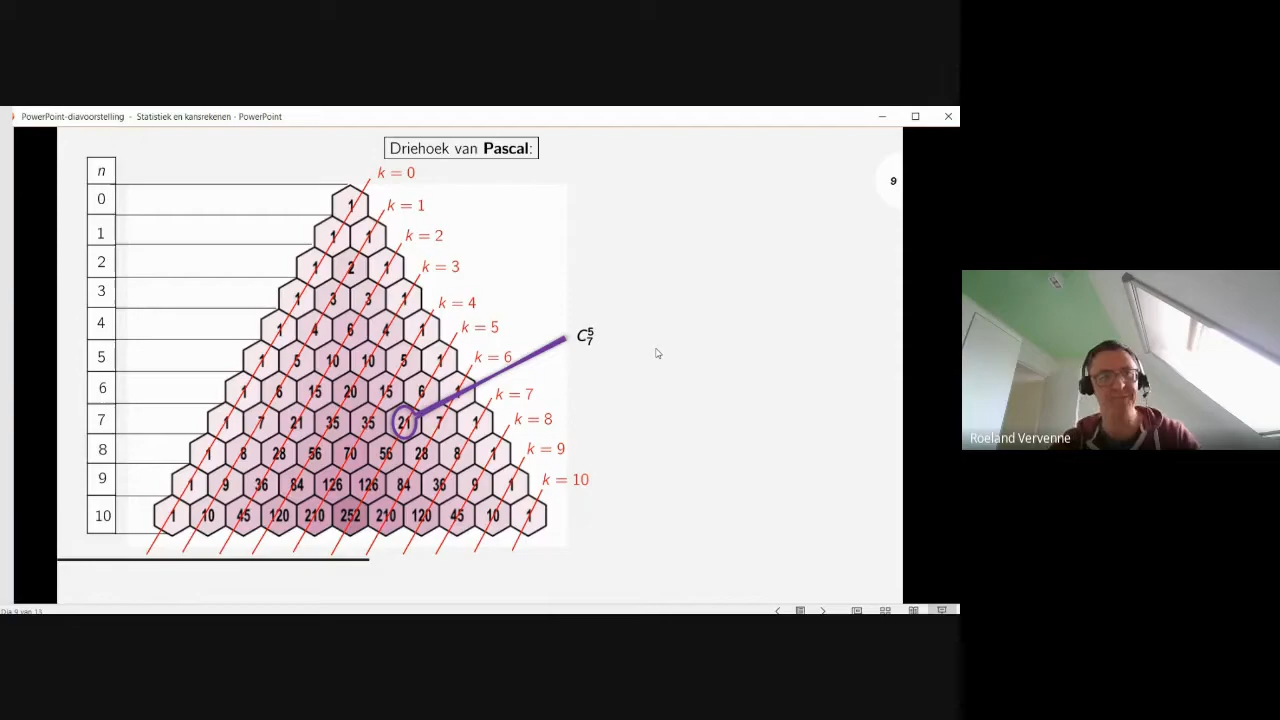 PowerPoint-diavoorstelling - Statistiek en kansrekenen - PowerPoint
Driehoek van Pascal:
9
n
k = 0
0
1
k = 1
1
1 1
k = 2
2
1 2 1
k = 3
3
1 3 3 1
k = 4
4
1 4 6 4 1
k = 5
C₇⁵
5
1 5 10 10 5 1
k = 6
6
1 6 15 20 15 6 1
k = 7
7
1 7 21 35 35 21 7 1
k = 8
8
1 8 28 56 70 56 28 8 1
k = 9
9
1 9 36 84 126 126 84 36 9 1
k = 10
10
1 10 45 120 210 252 210 120 45 10 1
Roeland Vervenne
Dia 9 van 13